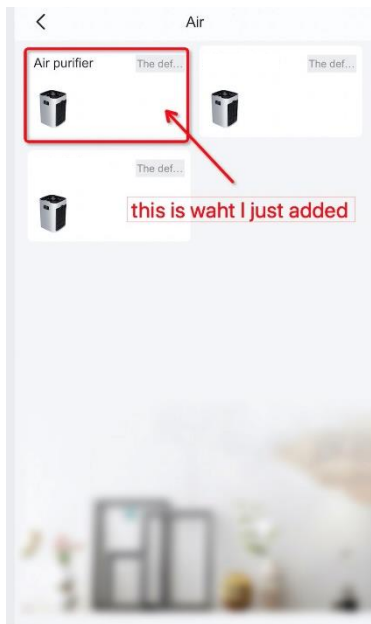 Air
Air purifier The def...
The def...
The def...
this is waht I just added